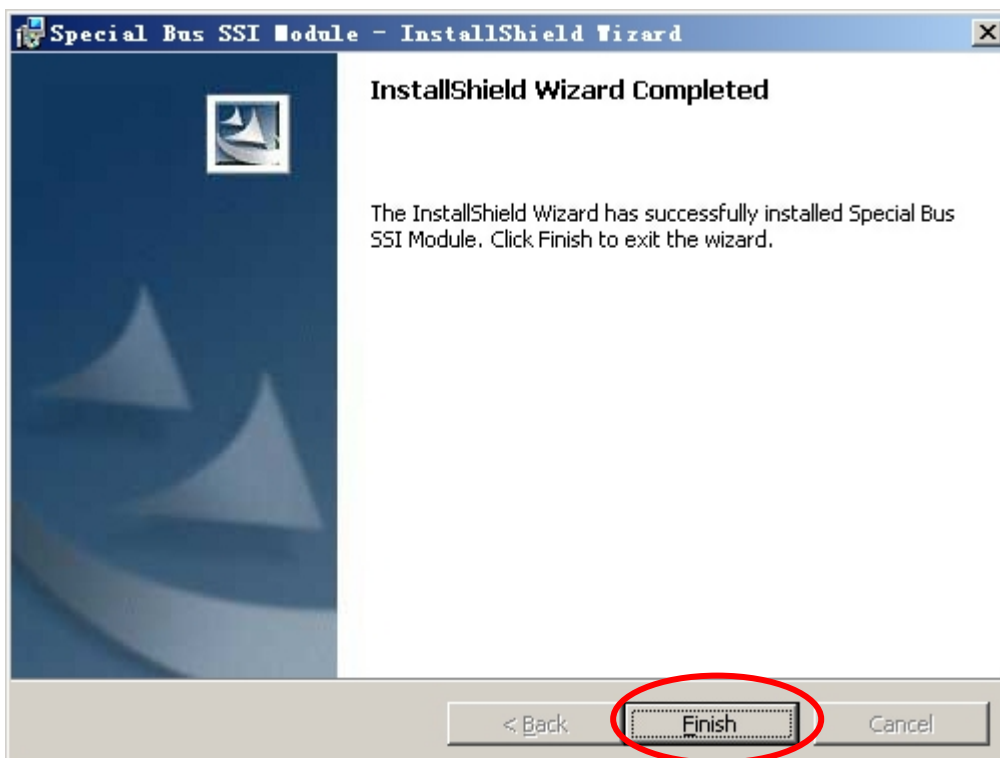 Special Bus SSI Module - InstallShield Wizard
InstallShield Wizard Completed
The InstallShield Wizard has successfully installed Special Bus
SSI Module. Click Finish to exit the wizard.
< Back
Finish
Cancel